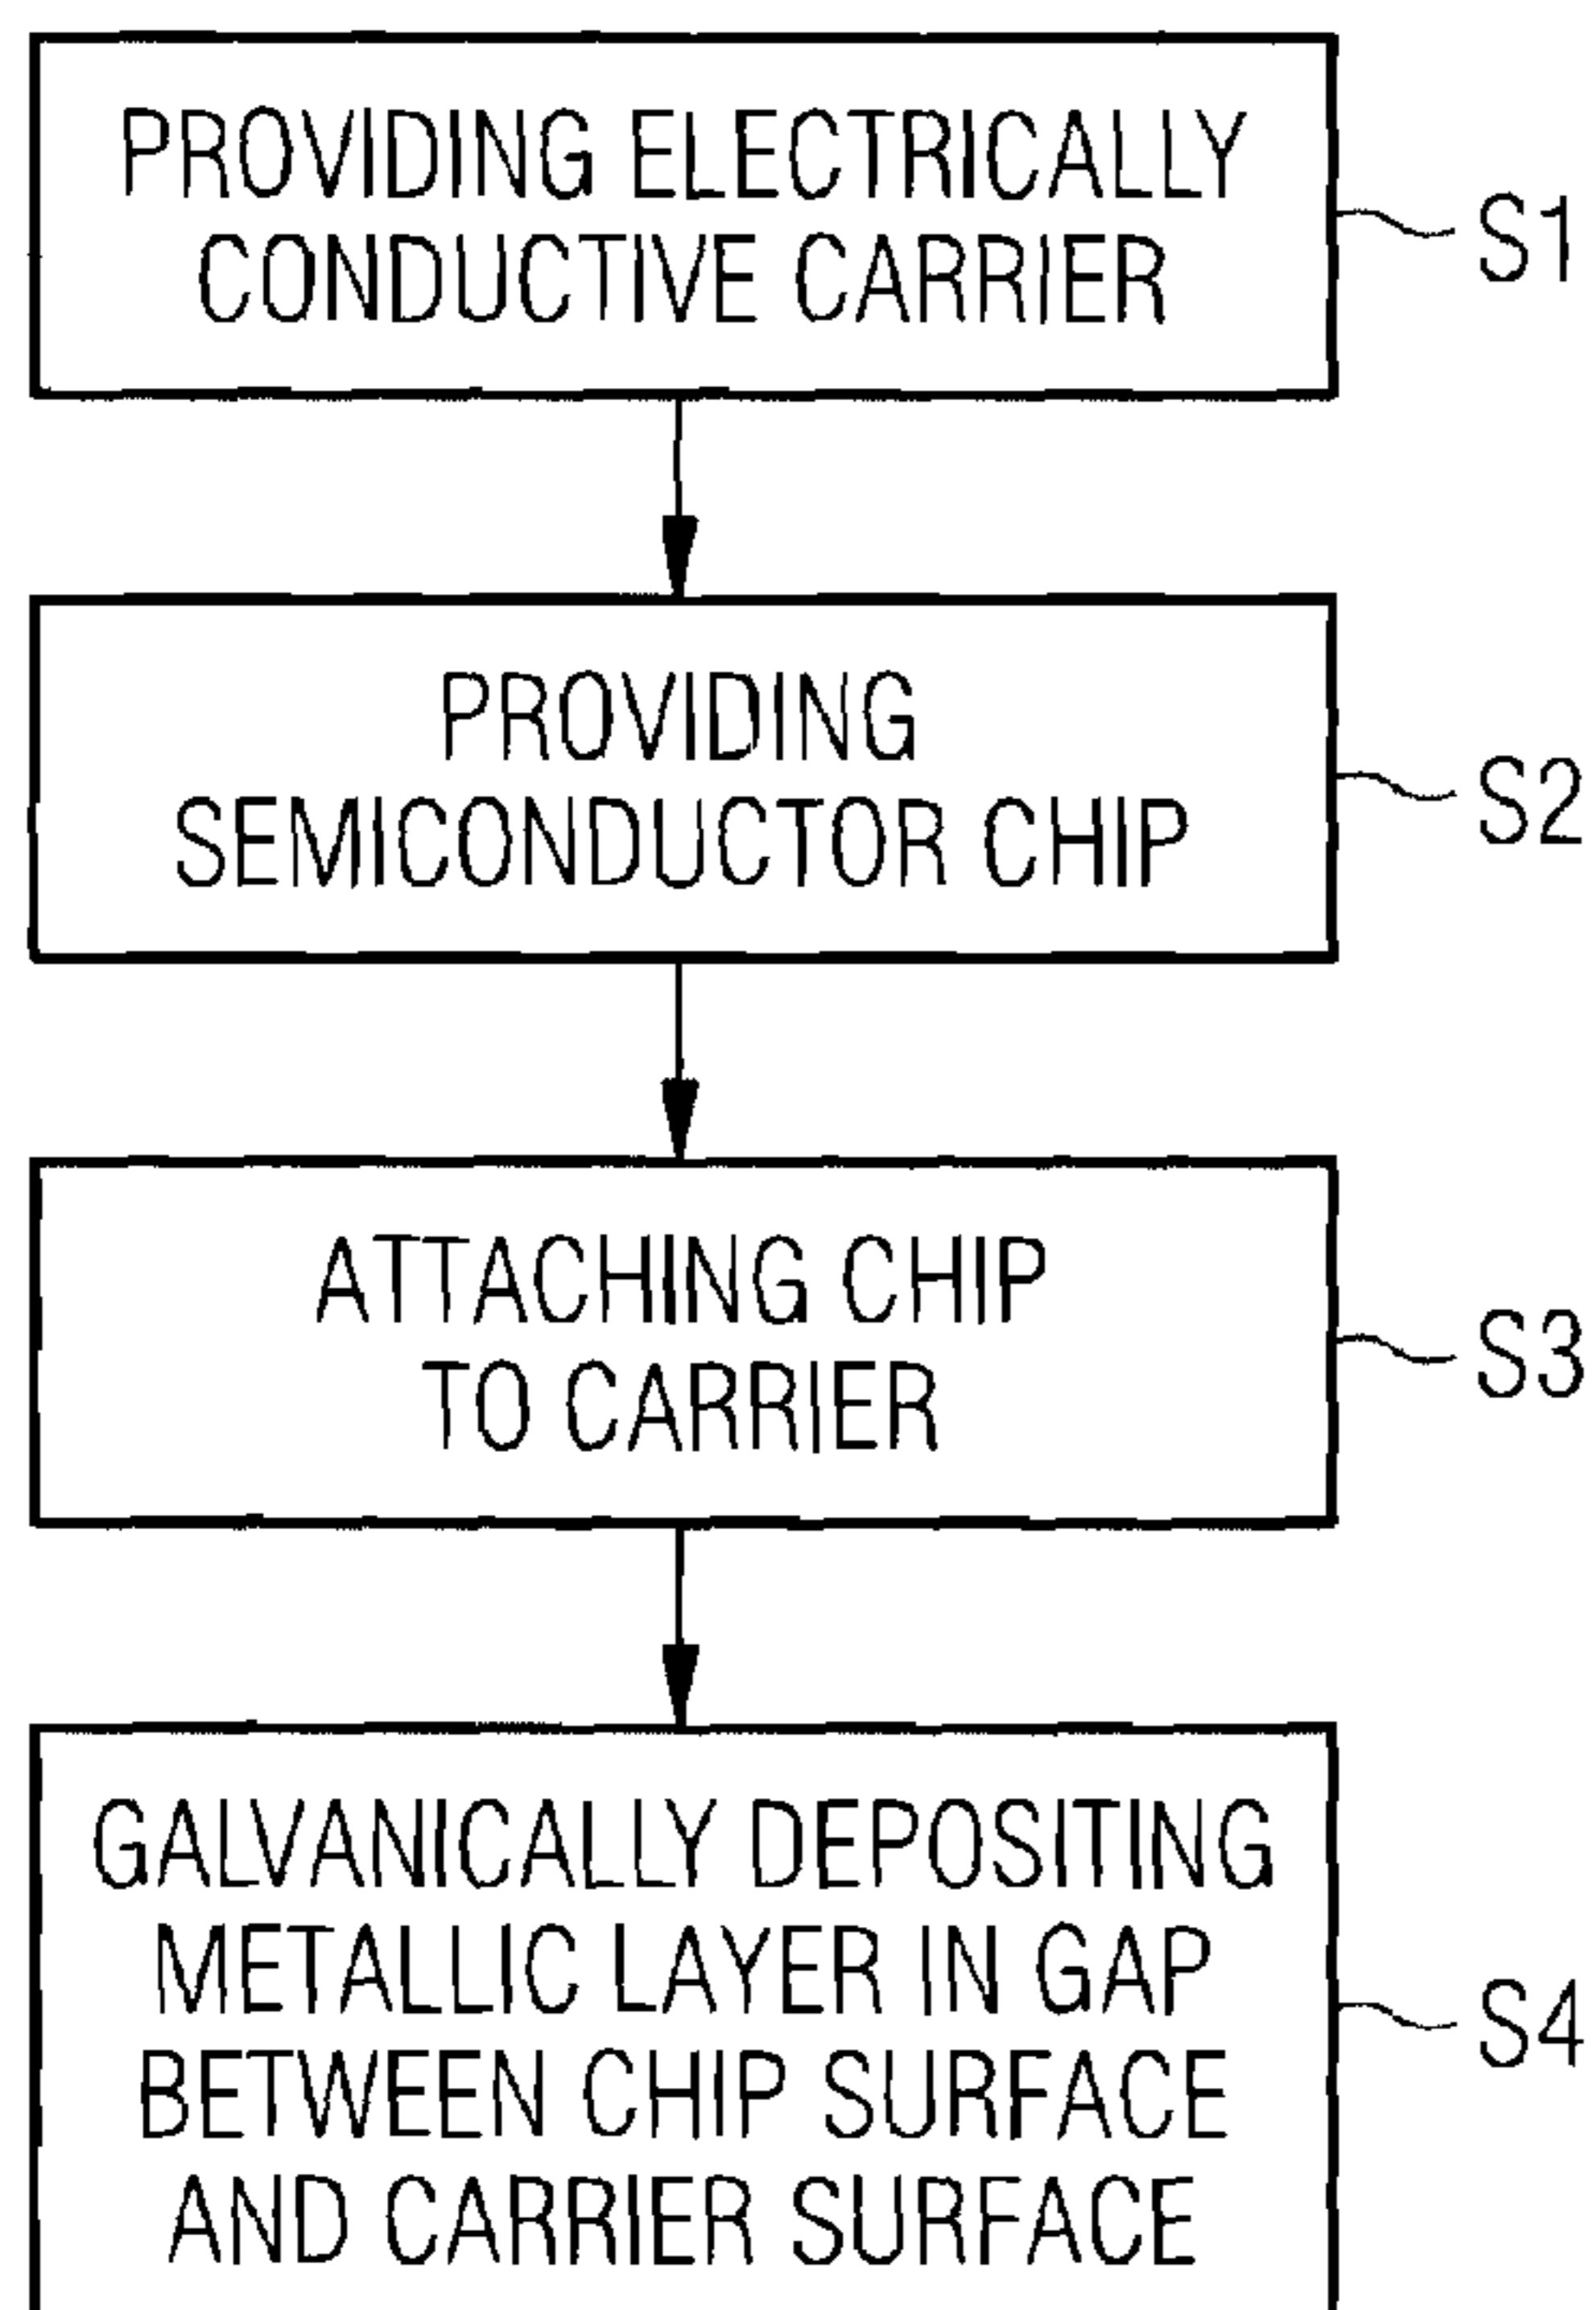 PROVIDING ELECTRICALLY
CONDUCTIVE CARRIER
S1
PROVIDING
SEMICONDUCTOR CHIP
S2
ATTACHING CHIP
TO CARRIER
S3
GALVANICALLY DEPOSITING
METALLIC LAYER IN GAP
BETWEEN CHIP SURFACE
AND CARRIER SURFACE
S4